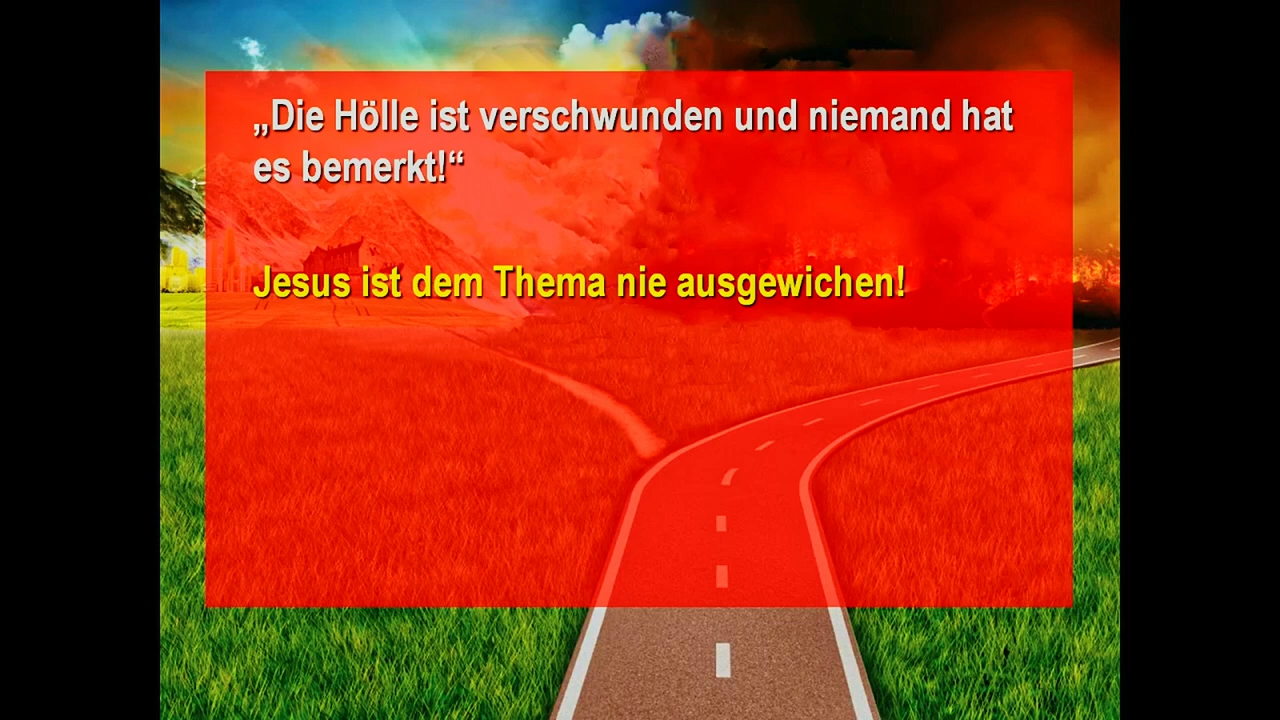 „Die Hölle ist verschwunden und niemand hat
es bemerkt!“
Jesus ist dem Thema nie ausgewichen!